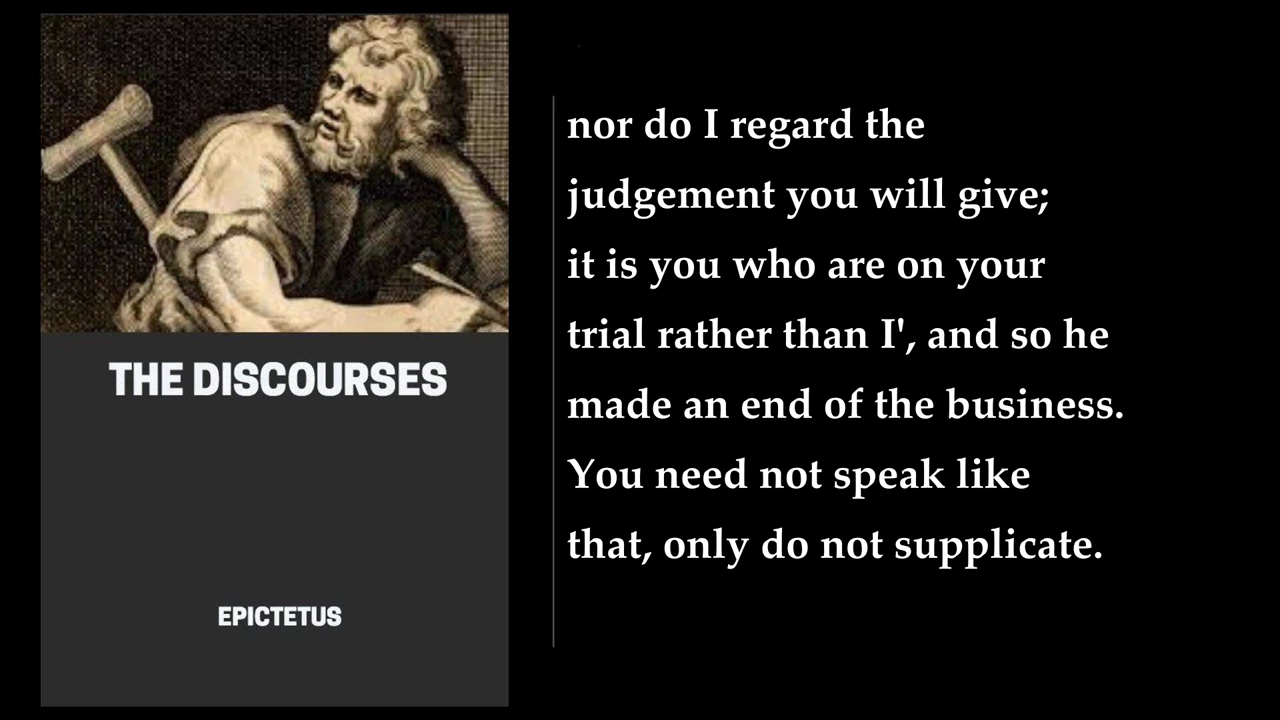 THE DISCOURSES
EPICTETUS
nor do I regard the
judgement you will give;
it is you who are on your
trial rather than I', and so he
made an end of the business.
You need not speak like
that, only do not supplicate.